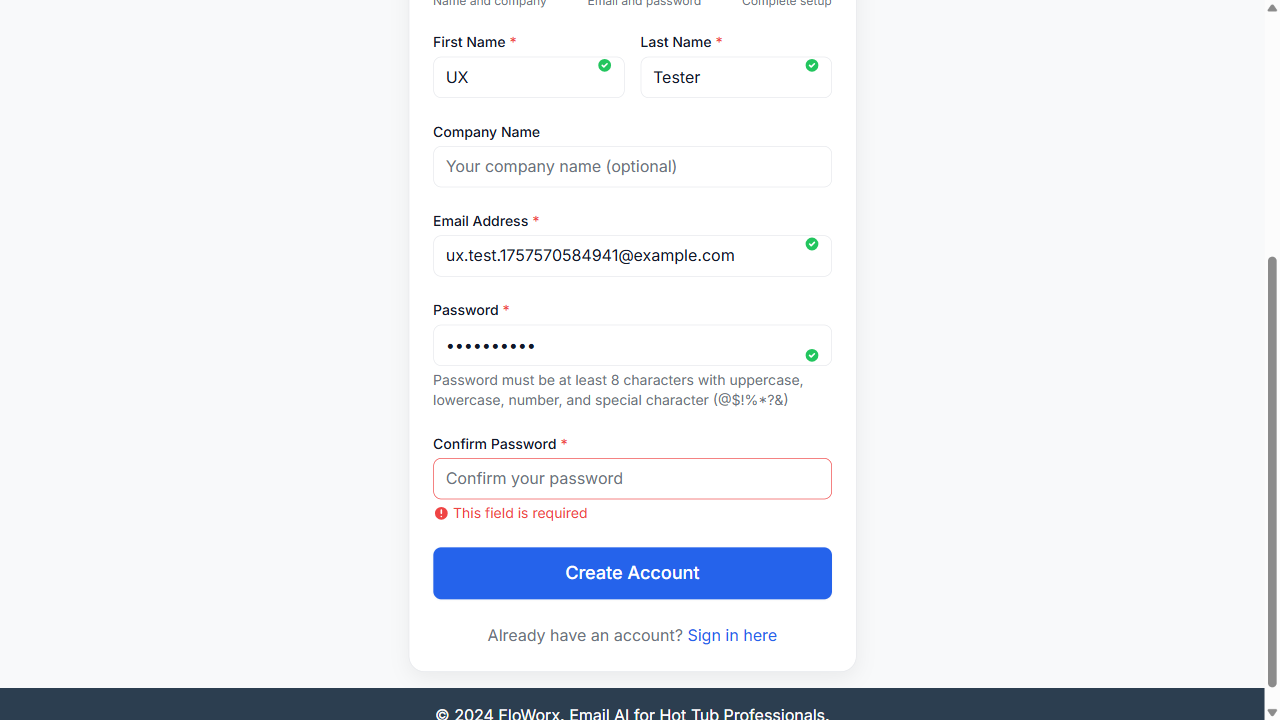 Name and company Email and password Complete setup
First Name * Last Name *
UX Tester
Company Name
Your company name (optional)
Email Address *
ux.test.1757570584941@example.com
Password *
••••••••••
Password must be at least 8 characters with uppercase,
lowercase, number, and special character (@$!%*?&)
Confirm Password *
Confirm your password
This field is required
Create Account
Already have an account? Sign in here
© 2024 FloWorx. Email AI for Hot Tub Professionals.